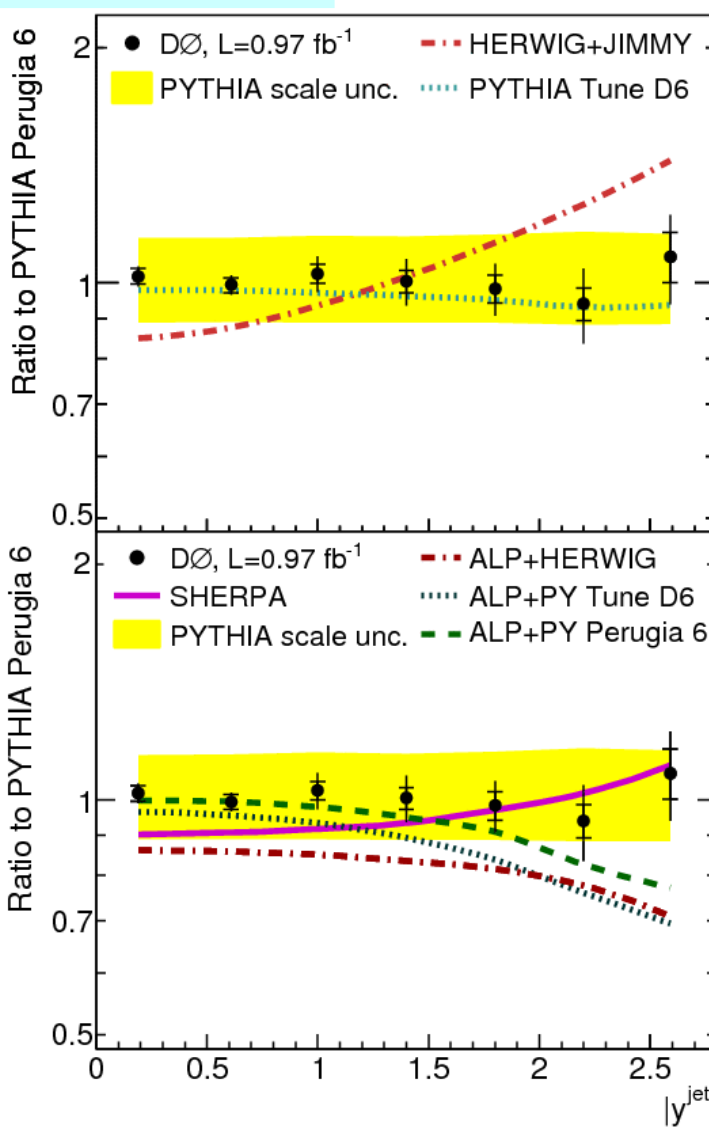 2
DØ, L=0.97 fb⁻¹
HERWIG+JIMMY
PYTHIA scale unc.
PYTHIA Tune D6
Ratio to PYTHIA Perugia 6
1
0.7
0.5
2
DØ, L=0.97 fb⁻¹
ALP+HERWIG
SHERPA
ALP+PY Tune D6
PYTHIA scale unc.
ALP+PY Perugia 6
Ratio to PYTHIA Perugia 6
1
0.7
0.5
0 0.5 1 1.5 2 2.5
|y^jet